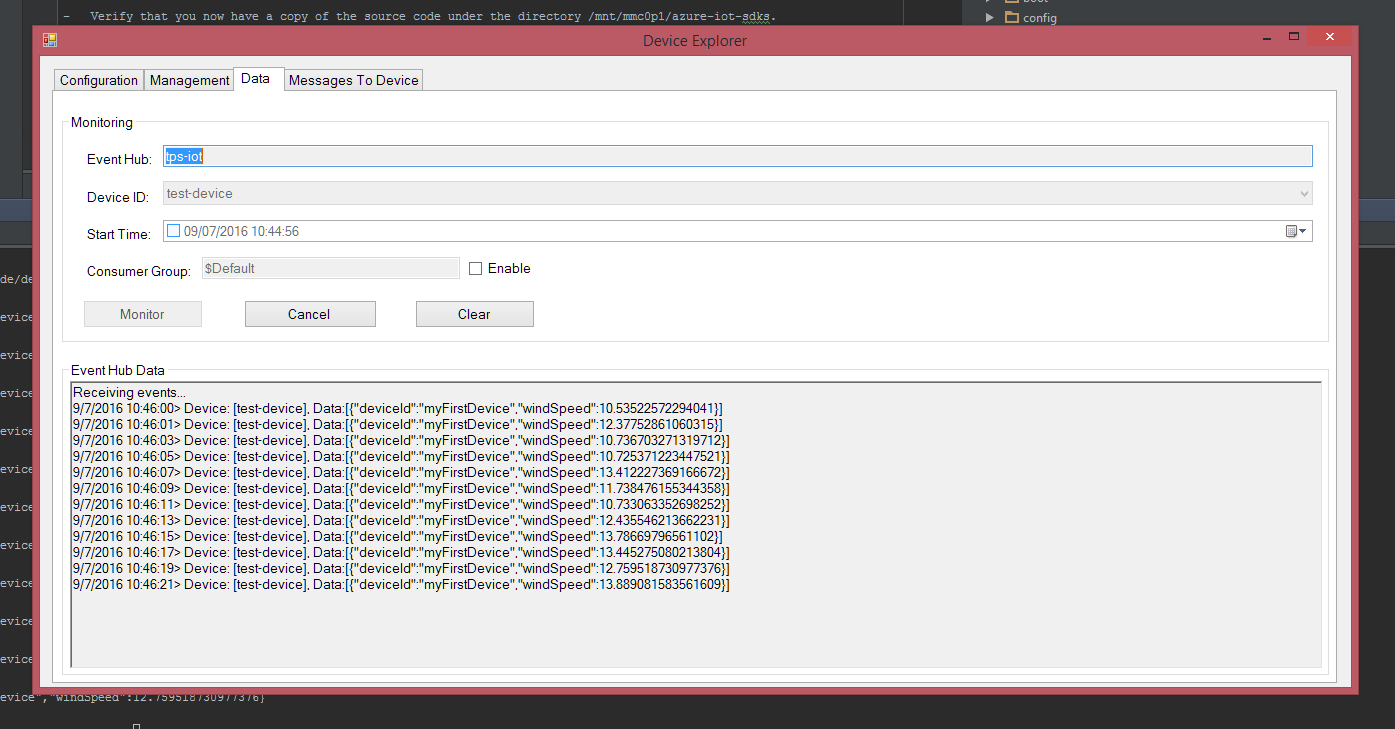 - Verify that you now have a copy of the source code under the directory /mnt/mmc0p1/azure-iot-sdks.
config
Device Explorer
Configuration Management Data Messages To Device
Monitoring
Event Hub: tps-iot
Device ID: test-device
Start Time: 09/07/2016 10:44:56
Consumer Group: $Default Enable
Monitor Cancel Clear
Event Hub Data
Receiving events...
9/7/2016 10:46:00> Device: [test-device], Data:[{"deviceId":"myFirstDevice","windSpeed":10.53522572294041}]
9/7/2016 10:46:01> Device: [test-device], Data:[{"deviceId":"myFirstDevice","windSpeed":12.37752861060315}]
9/7/2016 10:46:03> Device: [test-device], Data:[{"deviceId":"myFirstDevice","windSpeed":10.736703271319712}]
9/7/2016 10:46:05> Device: [test-device], Data:[{"deviceId":"myFirstDevice","windSpeed":10.725371223447521}]
9/7/2016 10:46:07> Device: [test-device], Data:[{"deviceId":"myFirstDevice","windSpeed":13.412227369166672}]
9/7/2016 10:46:09> Device: [test-device], Data:[{"deviceId":"myFirstDevice","windSpeed":11.738476155344358}]
9/7/2016 10:46:11> Device: [test-device], Data:[{"deviceId":"myFirstDevice","windSpeed":10.733063352698252}]
9/7/2016 10:46:13> Device: [test-device], Data:[{"deviceId":"myFirstDevice","windSpeed":12.435546213662231}]
9/7/2016 10:46:15> Device: [test-device], Data:[{"deviceId":"myFirstDevice","windSpeed":13.78669796561102}]
9/7/2016 10:46:17> Device: [test-device], Data:[{"deviceId":"myFirstDevice","windSpeed":13.445275080213804}]
9/7/2016 10:46:19> Device: [test-device], Data:[{"deviceId":"myFirstDevice","windSpeed":12.759518730977376}]
9/7/2016 10:46:21> Device: [test-device], Data:[{"deviceId":"myFirstDevice","windSpeed":13.889081583561609}]
de/de
evice
evice
evice
evice
evice
evice
evice
evice
evice
evice
evice","windSpeed":12.759518730977376}